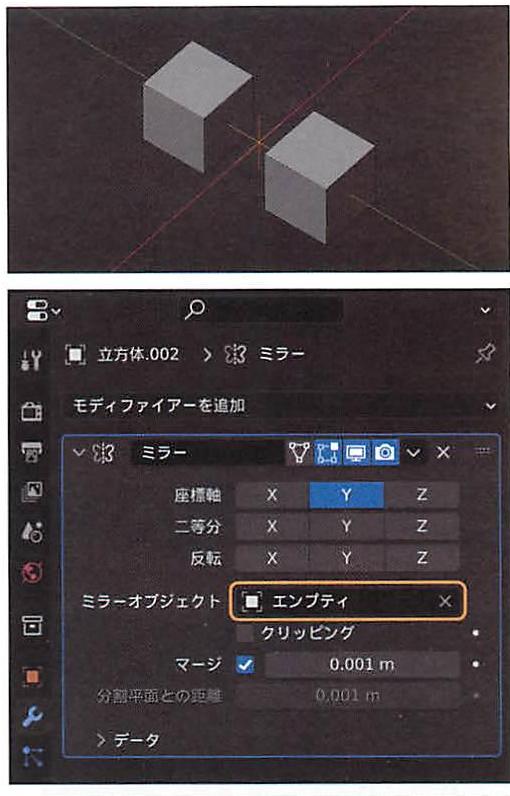 立方体.002 > ミラー
モディファイアーを追加
ミラー
座標軸 X Y Z
二等分 X Y Z
反転 X Y Z
ミラーオブジェクト エンプティ ×
クリッピング
マージ 0.001 m
分割平面との距離 0.001 m
> データ